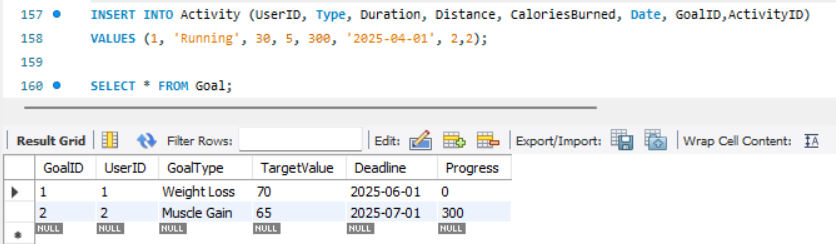 157 INSERT INTO Activity (UserID, Type, Duration, Distance, CaloriesBurned, Date, GoalID,ActivityID)
158 VALUES (1, 'Running', 30, 5, 300, '2025-04-01', 2,2);
159
160 SELECT * FROM Goal;
Result Grid Filter Rows: Edit: Export/Import: Wrap Cell Content: IA
GoalID UserID GoalType TargetValue Deadline Progress
1 1 Weight Loss 70 2025-06-01 0
2 2 Muscle Gain 65 2025-07-01 300
NULL NULL NULL NULL NULL NULL